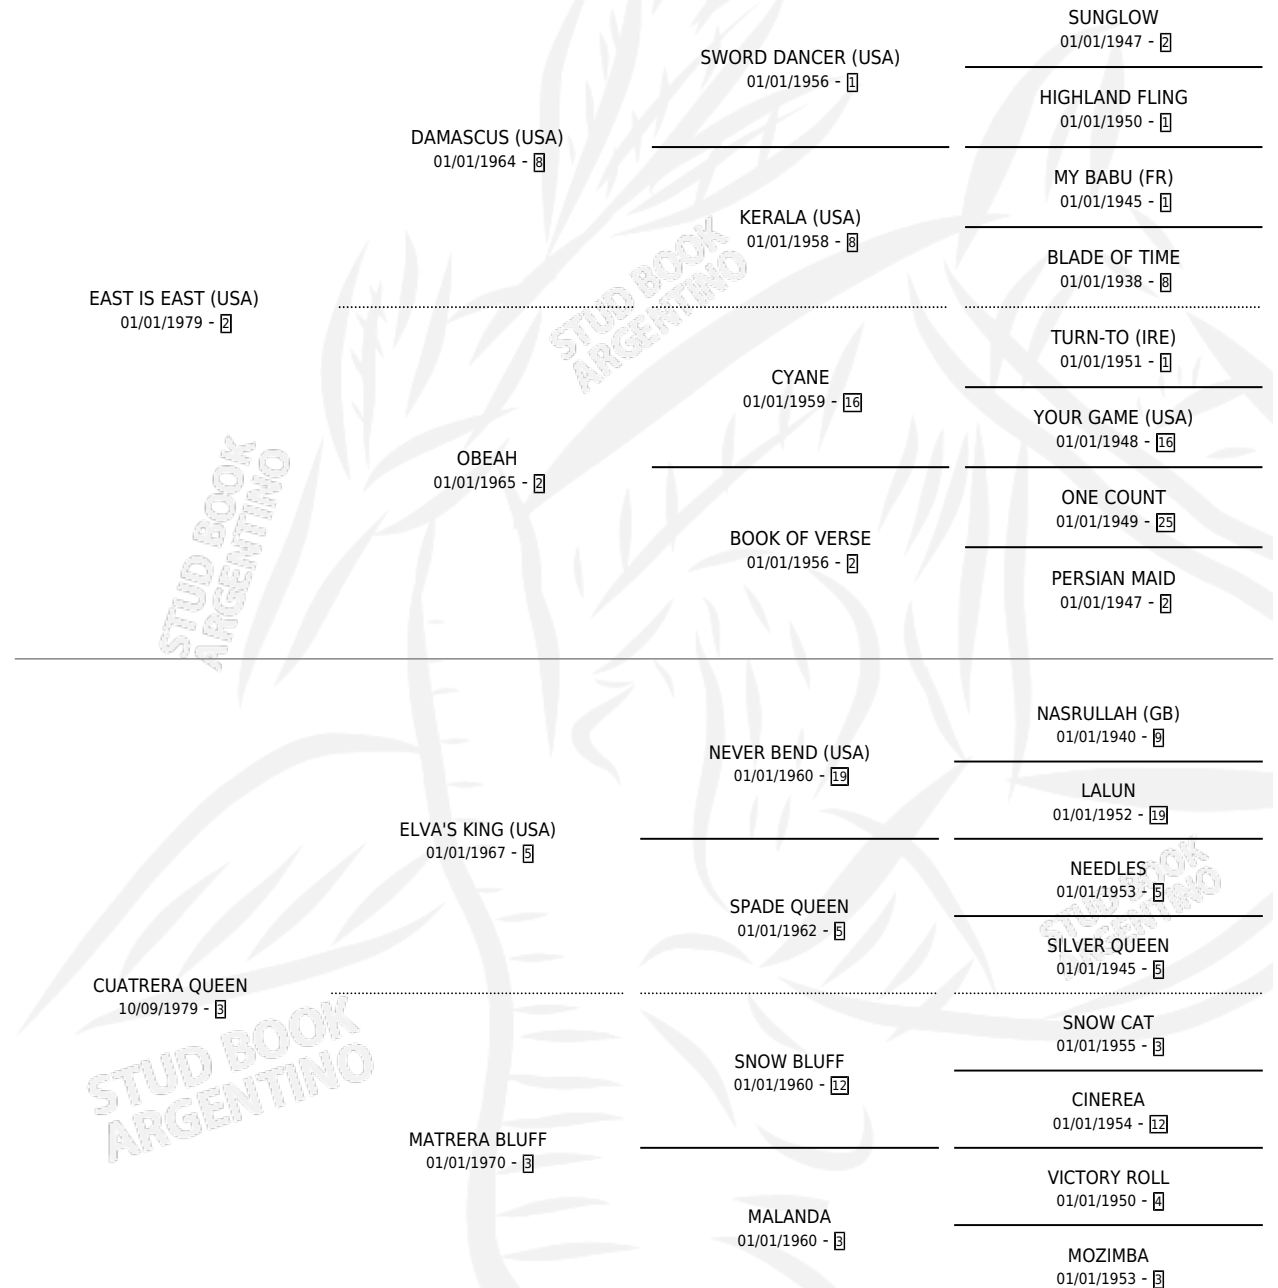 SUNGLOW
01/01/1947 - 2
SWORD DANCER (USA)
01/01/1956 - 1
HIGHLAND FLING
01/01/1950 - 1
DAMASCUS (USA)
01/01/1964 - 8
MY BABU (FR)
01/01/1945 - 1
KERALA (USA)
01/01/1958 - 8
BLADE OF TIME
01/01/1938 - 8
EAST IS EAST (USA)
01/01/1979 - 2
STUD BOOK
ARGENTINO
TURN-TO (IRE)
01/01/1951 - 1
CYANE
01/01/1959 - 16
YOUR GAME (USA)
01/01/1948 - 16
OBEAH
01/01/1965 - 2
ONE COUNT
01/01/1949 - 25
BOOK OF VERSE
01/01/1956 - 2
PERSIAN MAID
01/01/1947 - 2
STUD BOOK
ARGENTINO
NASRULLAH (GB)
01/01/1940 - 9
NEVER BEND (USA)
01/01/1960 - 19
LALUN
01/01/1952 - 19
ELVA'S KING (USA)
01/01/1967 - 5
NEEDLES
01/01/1953 - 5
SPADE QUEEN
01/01/1962 - 5
SILVER QUEEN
01/01/1945 - 5
STUD BOOK
ARGENTINO
CUATRERA QUEEN
10/09/1979 - 3
SNOW CAT
01/01/1955 - 3
SNOW BLUFF
01/01/1960 - 12
CINEREA
01/01/1954 - 12
STUD BOOK
ARGENTINO
MATRERA BLUFF
01/01/1970 - 3
VICTORY ROLL
01/01/1950 - 4
MALANDA
01/01/1960 - 3
MOZIMBA
01/01/1953 - 3